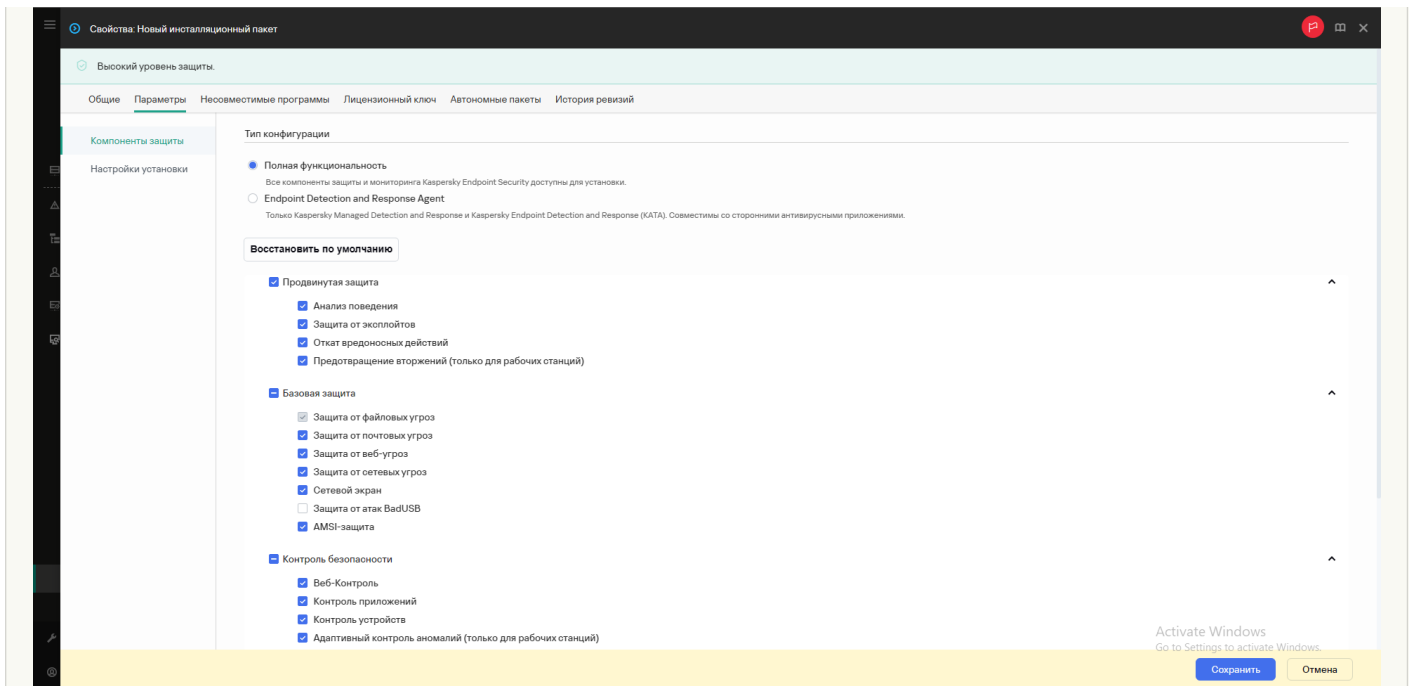 Свойства: Новый инсталляционный пакет
Высокий уровень защиты.
Общие Параметры Несовместимые программы Лицензионный ключ Автономные пакеты История ревизий
Компоненты защиты
Настройки установки
Тип конфигурации
Полная функциональность
Все компоненты защиты и мониторинга Kaspersky Endpoint Security доступны для установки.
Endpoint Detection and Response Agent
Только Kaspersky Managed Detection and Response и Kaspersky Endpoint Detection and Response (KATA). Совместимы со сторонними антивирусными приложениями.
Восстановить по умолчанию
Продвинутая защита
Анализ поведения
Защита от эксплойтов
Откат вредоносных действий
Предотвращение вторжений (только для рабочих станций)
Базовая защита
Защита от файловых угроз
Защита от почтовых угроз
Защита от веб-угроз
Защита от сетевых угроз
Сетевой экран
Защита от атак BadUSB
AMSI-защита
Контроль безопасности
Веб-Контроль
Контроль приложений
Контроль устройств
Адаптивный контроль аномалий (только для рабочих станций)
Activate Windows
Go to Settings to activate Windows.
Сохранить Отмена